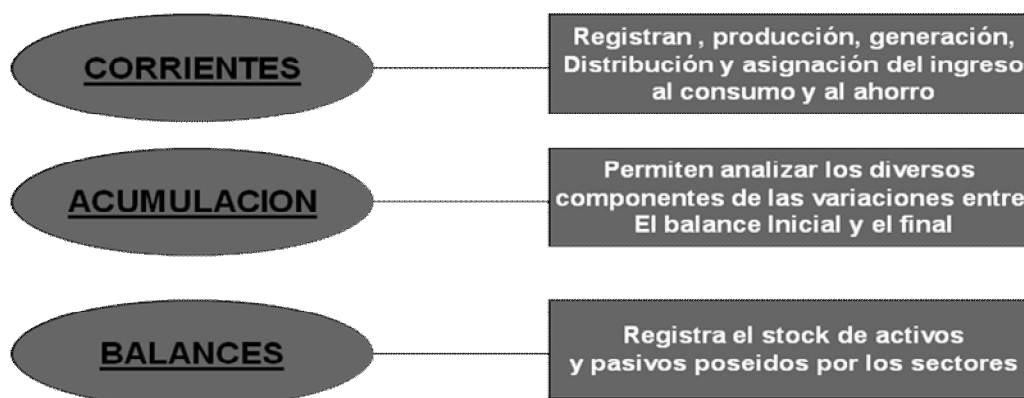 CORRIENTES
Registran , producción, generación,
Distribución y asignación del ingreso
al consumo y al ahorro
ACUMULACION
Permiten analizar los diversos
componentes de las variaciones entre
El balance Inicial y el final
BALANCES
Registra el stock de activos
y pasivos poseidos por los sectores